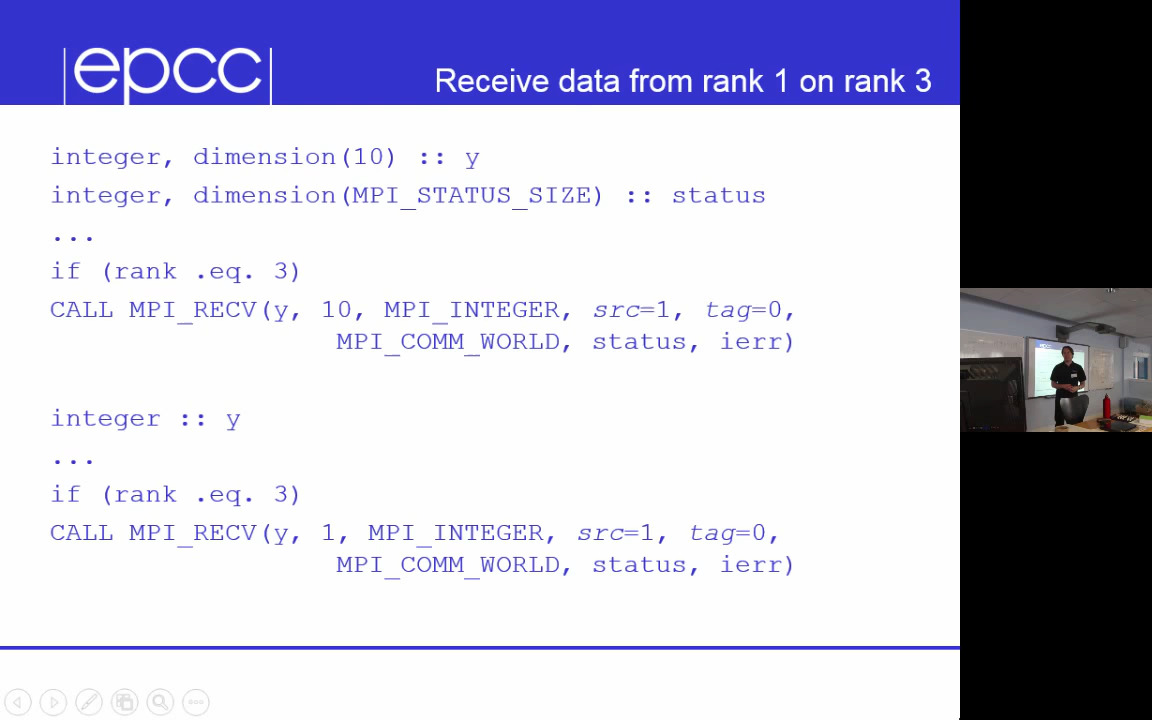 epcc
Receive data from rank 1 on rank 3
integer, dimension(10) :: y
integer, dimension(MPI_STATUS_SIZE) :: status
...
if (rank .eq. 3)
CALL MPI_RECV(y, 10, MPI_INTEGER, src=1, tag=0,
MPI_COMM_WORLD, status, ierr)
integer :: y
...
if (rank .eq. 3)
CALL MPI_RECV(y, 1, MPI_INTEGER, src=1, tag=0,
MPI_COMM_WORLD, status, ierr)